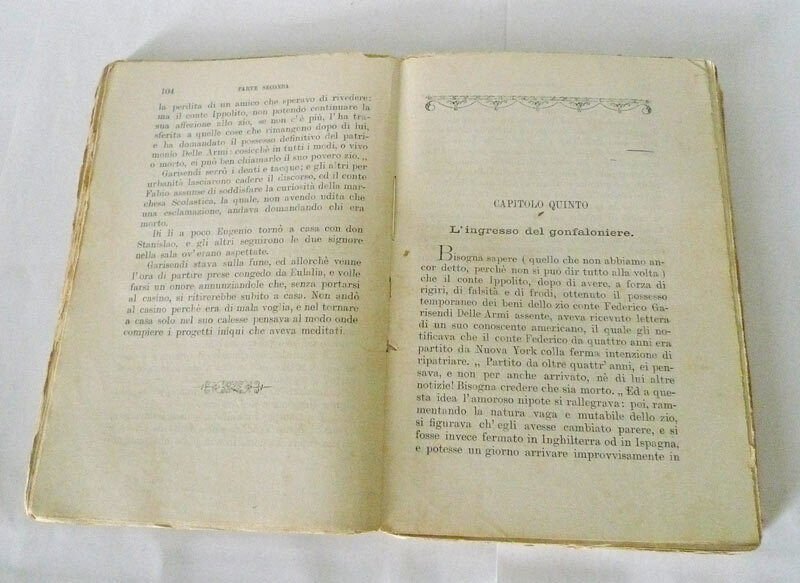 104 PARTE SECONDA
la perdita di un amico che speravo di rivedere:
ma il conte Ippolito, non potendo continuare la
sua affezione allo zio, se non c'è più, l'ha tra-
sferita a quelle cose che rimangono dopo di lui,
e ha domandato il possesso definitivo del patri-
monio Delle Armi: cosicchè in tutti i modi, o vivo
o morto, ei può ben chiamarlo il suo povero zio. „
Garisendi serrò i denti e tacque; e gli altri per
urbanità lasciarono cadere il discorso, ed il conte
Fabio assunse di soddisfare la curiosità della mar-
chesa Scolastica, la quale, non avendo udita che
una esclamazione, andava domandando chi era
morto.
Di lì a poco Eugenio tornò a casa con don
Stanislao, e gli altri seguirono le due signore
nella sala ov'erano aspettate.
Garisendi stava sulla fune, ed allorchè venne
l'ora di partire prese congedo da Eulalia, e volle
farsi un onore annunziandole che, senza portarsi
al casino, si ritirerebbe subito a casa. Non andò
al casino perchè era di mala voglia, e nel tornare
a casa solo nel suo calesse pensava al modo onde
compiere i progetti iniqui che aveva meditati.
CAPITOLO QUINTO
L'ingresso del gonfaloniere.
Bisogna sapere ( quello che non abbiamo an-
cor detto, perchè non si può dir tutto alla volta )
che il conte Ippolito, dopo di avere, a forza di
rigiri, di falsità e di frodi, ottenuto il possesso
temporaneo dei beni dello zio conte Federico Ga-
risendi Delle Armi assente, aveva ricevuto lettera
di un suo conoscente americano, il quale gli no-
tificava che il conte Federico da quattro anni era
partito da Nuova York colla ferma intenzione di
ripatriare. „ Partito da oltre quattr' anni, ei pen-
sava, e non per anche arrivato, nè di lui altre
notizie! Bisogna credere che sia morto. „ Ed a que-
sta idea l'amoroso nipote si rallegrava: poi, ram-
mentando la natura vaga e mutabile dello zio,
si figurava ch' egli avesse cambiato parere, e si
fosse invece fermato in Inghilterra od in Ispagna,
e potesse un giorno arrivare improvvisamente in